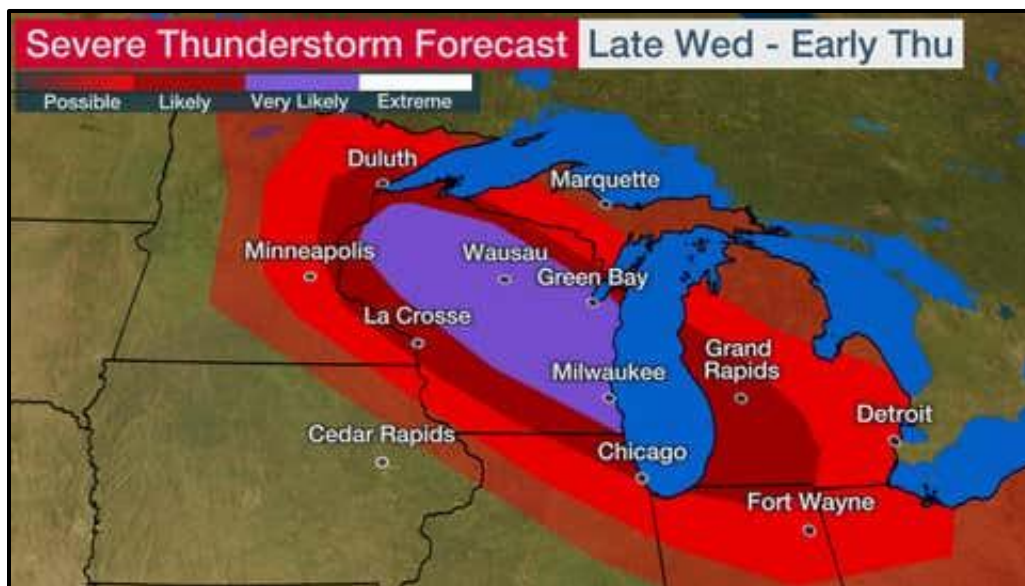 Severe Thunderstorm Forecast Late Wed - Early Thu
Possible Likely Very Likely Extreme
Duluth
Marquette
Minneapolis
Wausau
Green Bay
La Crosse
Grand
Rapids
Milwaukee
Detroit
Cedar Rapids
Chicago
Fort Wayne